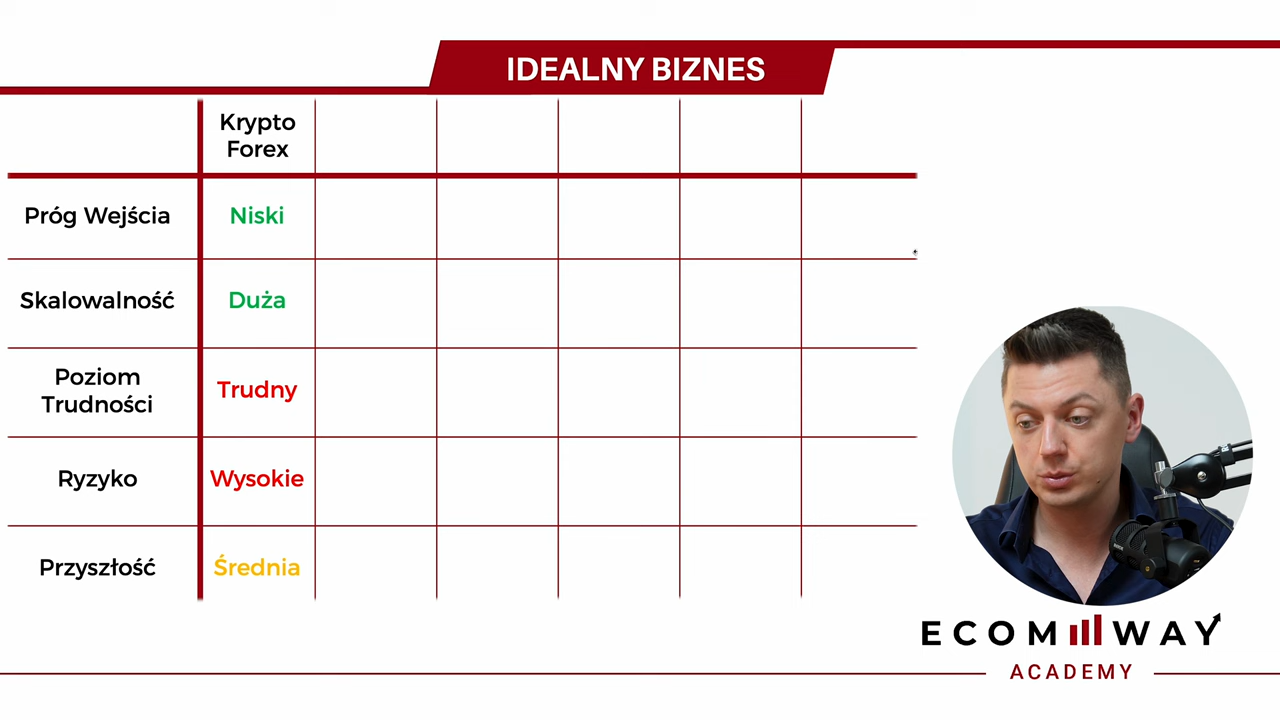 IDEALNY BIZNES
Krypto
Forex
Próg Wejścia
Niski
Skalowalność
Duża
Poziom
Trudności
Trudny
Ryzyko
Wysokie
Przyszłość
Średnia
ECOM WAY
ACADEMY